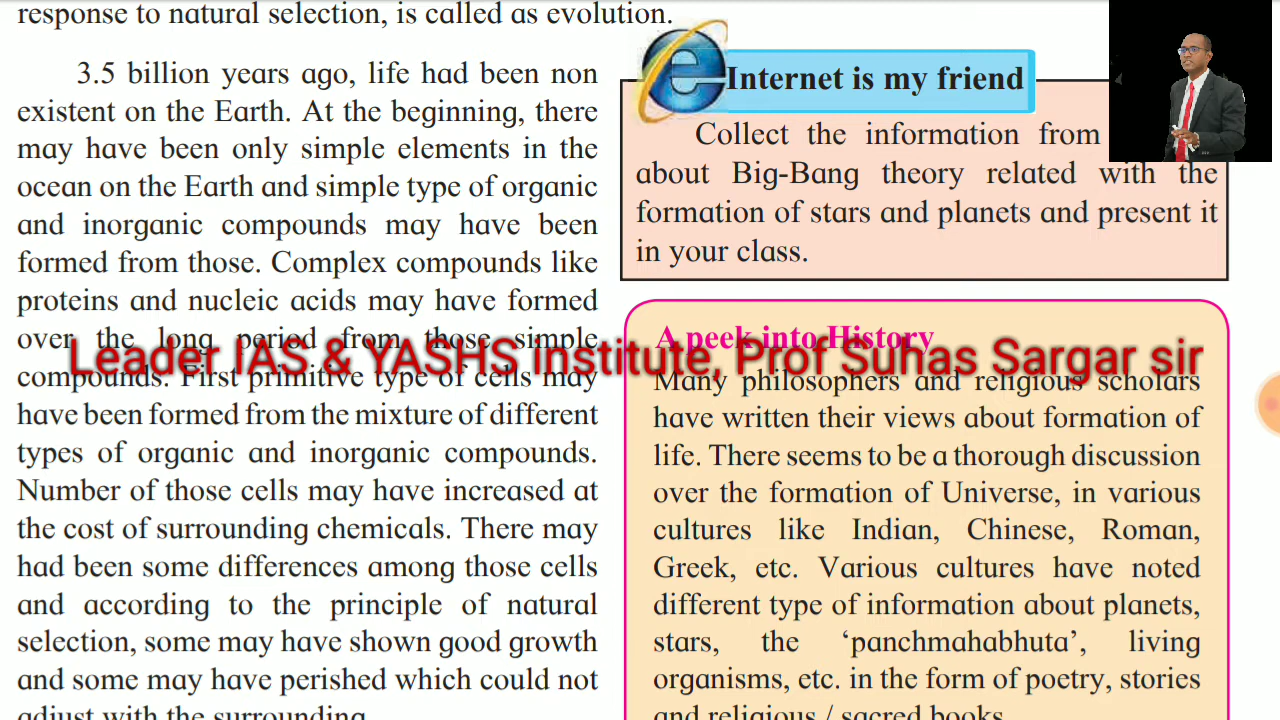 response to natural selection, is called as evolution.
3.5 billion years ago, life had been non
existent on the Earth. At the beginning, there
may have been only simple elements in the
ocean on the Earth and simple type of organic
and inorganic compounds may have been
formed from those. Complex compounds like
proteins and nucleic acids may have formed
over the long period from those simple
compounds. First primitive type of cells may
have been formed from the mixture of different
types of organic and inorganic compounds.
Number of those cells may have increased at
the cost of surrounding chemicals. There may
had been some differences among those cells
and according to the principle of natural
selection, some may have shown good growth
and some may have perished which could not
adjust with the surrounding.
Internet is my friend
Collect the information from
about Big-Bang theory related with the
formation of stars and planets and present it
in your class.
A peek into History
Many philosophers and religious scholars
have written their views about formation of
life. There seems to be a thorough discussion
over the formation of Universe, in various
cultures like Indian, Chinese, Roman,
Greek, etc. Various cultures have noted
different type of information about planets,
stars, the ‘panchmahabhuta’, living
organisms, etc. in the form of poetry, stories
and religious / sacred books.
Leader IAS & YASHS institute, Prof Suhas Sargar sir